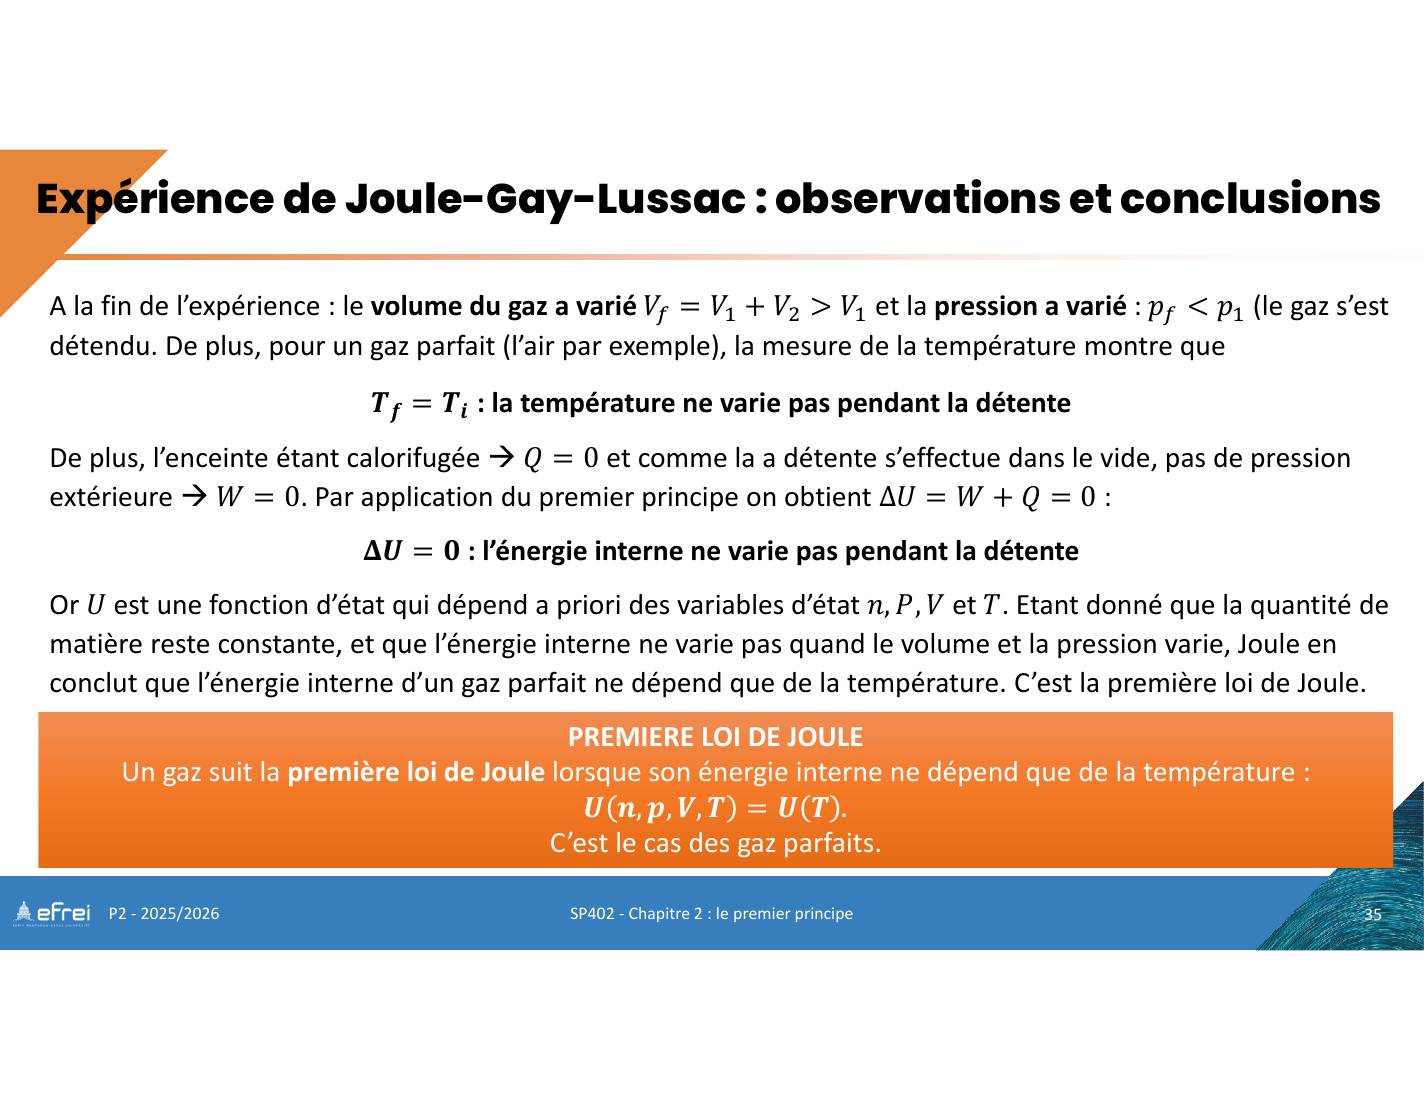 Expérience de Joule-Gay-Lussac : observations et conclusions
A la fin de l’expérience : le volume du gaz a varié V_f = V_1 + V_2 > V_1 et la pression a varié : p_f < p_1 (le gaz s’est
détendu. De plus, pour un gaz parfait (l’air par exemple), la mesure de la température montre que
T_f = T_i : la température ne varie pas pendant la détente
De plus, l’enceinte étant calorifugée → Q = 0 et comme la a détente s’effectue dans le vide, pas de pression
extérieure → W = 0. Par application du premier principe on obtient ΔU = W + Q = 0 :
ΔU = 0 : l’énergie interne ne varie pas pendant la détente
Or U est une fonction d’état qui dépend a priori des variables d’état n, P, V et T. Etant donné que la quantité de
matière reste constante, et que l’énergie interne ne varie pas quand le volume et la pression varie, Joule en
conclut que l’énergie interne d’un gaz parfait ne dépend que de la température. C’est la première loi de Joule.
PREMIERE LOI DE JOULE
Un gaz suit la première loi de Joule lorsque son énergie interne ne dépend que de la température :
U(n, p, V, T) = U(T).
C’est le cas des gaz parfaits.
efrei
P2 - 2025/2026
SP402 - Chapitre 2 : le premier principe
35